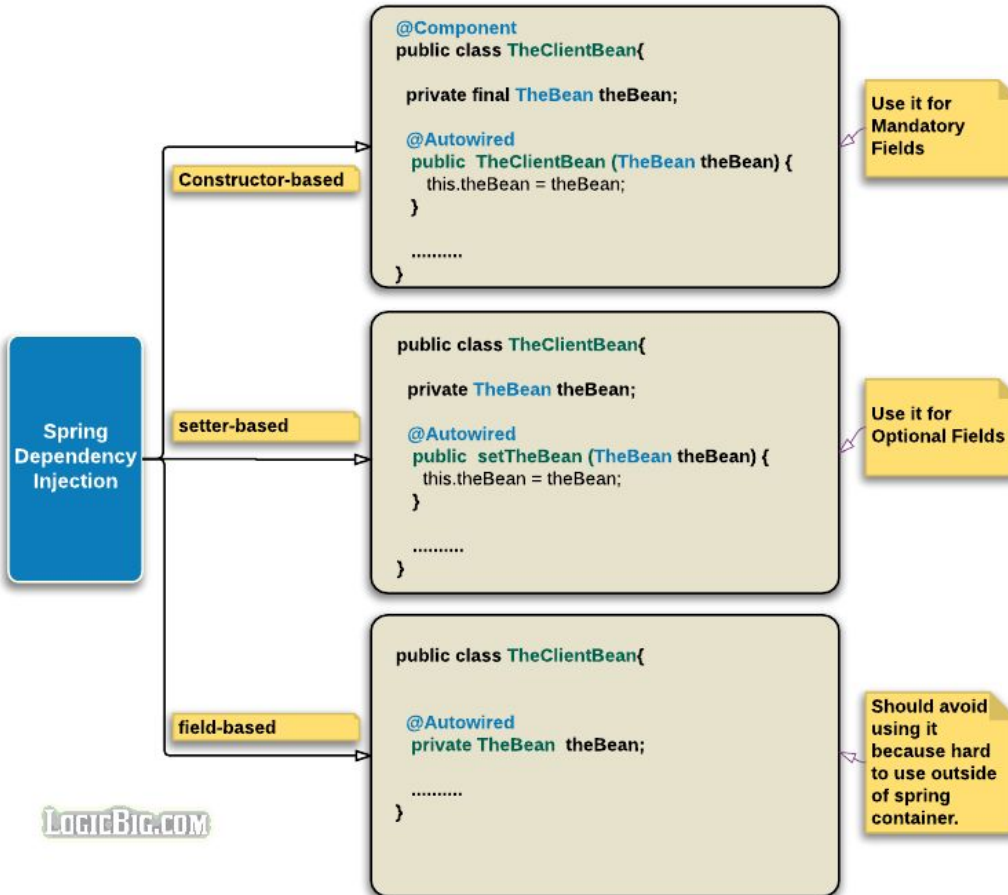 Spring
Dependency
Injection
Constructor-based
@Component
public class TheClientBean{
private final TheBean theBean;
@Autowired
public TheClientBean (TheBean theBean) {
this.theBean = theBean;
}
..........
}
Use it for
Mandatory
Fields
setter-based
public class TheClientBean{
private TheBean theBean;
@Autowired
public setTheBean (TheBean theBean) {
this.theBean = theBean;
}
..........
}
Use it for
Optional Fields
field-based
public class TheClientBean{
@Autowired
private TheBean theBean;
..........
}
Should avoid
using it
because hard
to use outside
of spring
container.
LogicBig.com